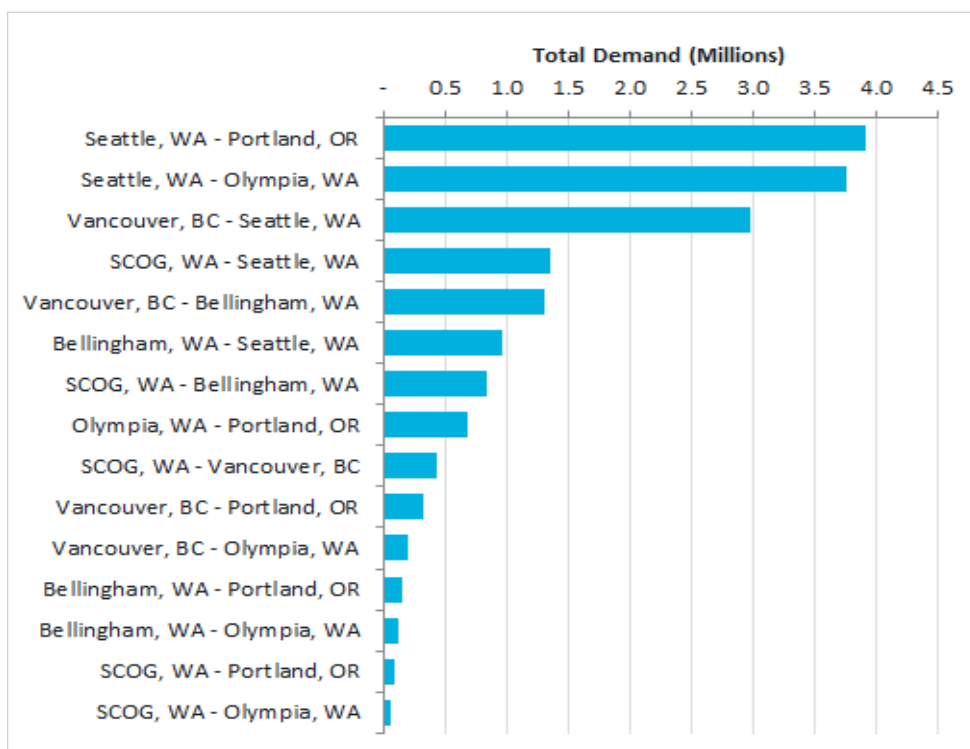 Total Demand (Millions)
- 0.5 1.0 1.5 2.0 2.5 3.0 3.5 4.0 4.5
Seattle, WA - Portland, OR
Seattle, WA - Olympia, WA
Vancouver, BC - Seattle, WA
SCOG, WA - Seattle, WA
Vancouver, BC - Bellingham, WA
Bellingham, WA - Seattle, WA
SCOG, WA - Bellingham, WA
Olympia, WA - Portland, OR
SCOG, WA - Vancouver, BC
Vancouver, BC - Portland, OR
Vancouver, BC - Olympia, WA
Bellingham, WA - Portland, OR
Bellingham, WA - Olympia, WA
SCOG, WA - Portland, OR
SCOG, WA - Olympia, WA